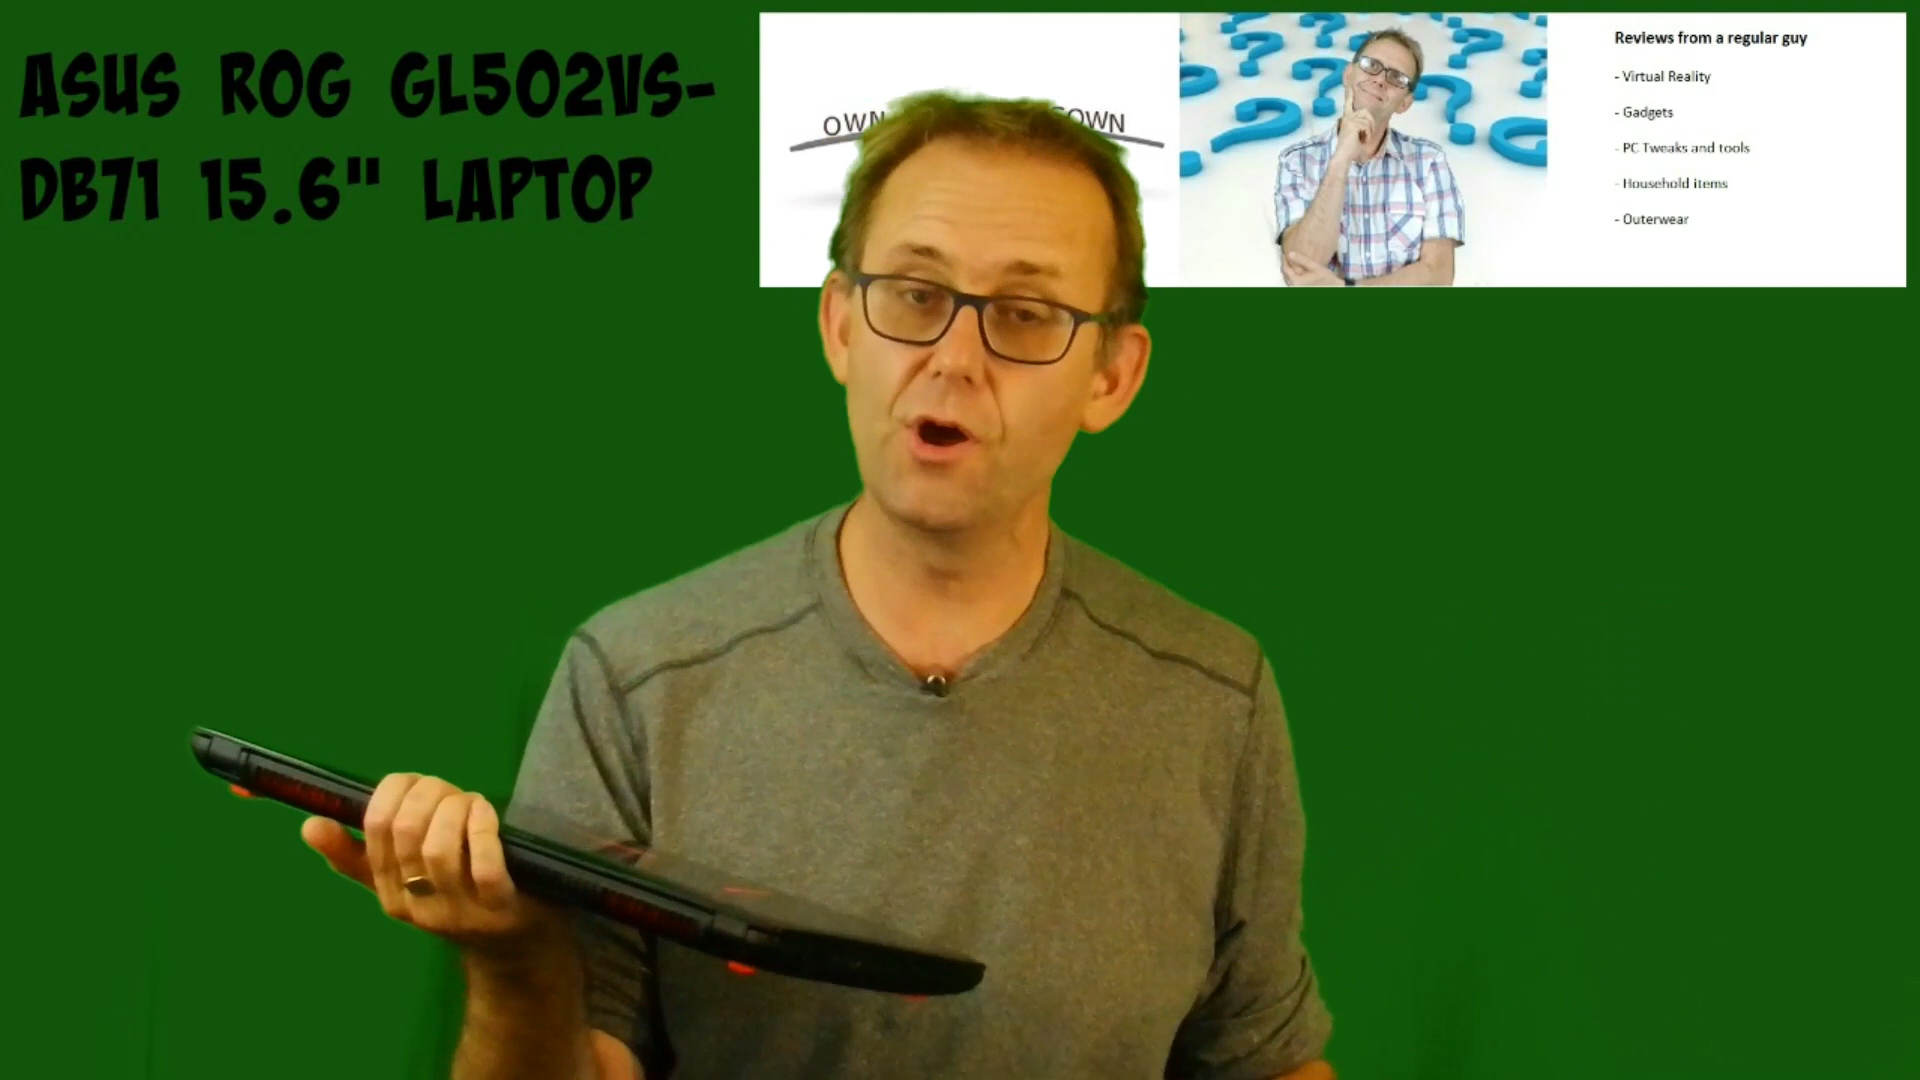 ASUS ROG GL502VS-
DB71 15.6" LAPTOP
OWN
Reviews from a regular guy
- Virtual Reality
- Gadgets
- PC Tweaks and tools
- Household items
- Outerwear